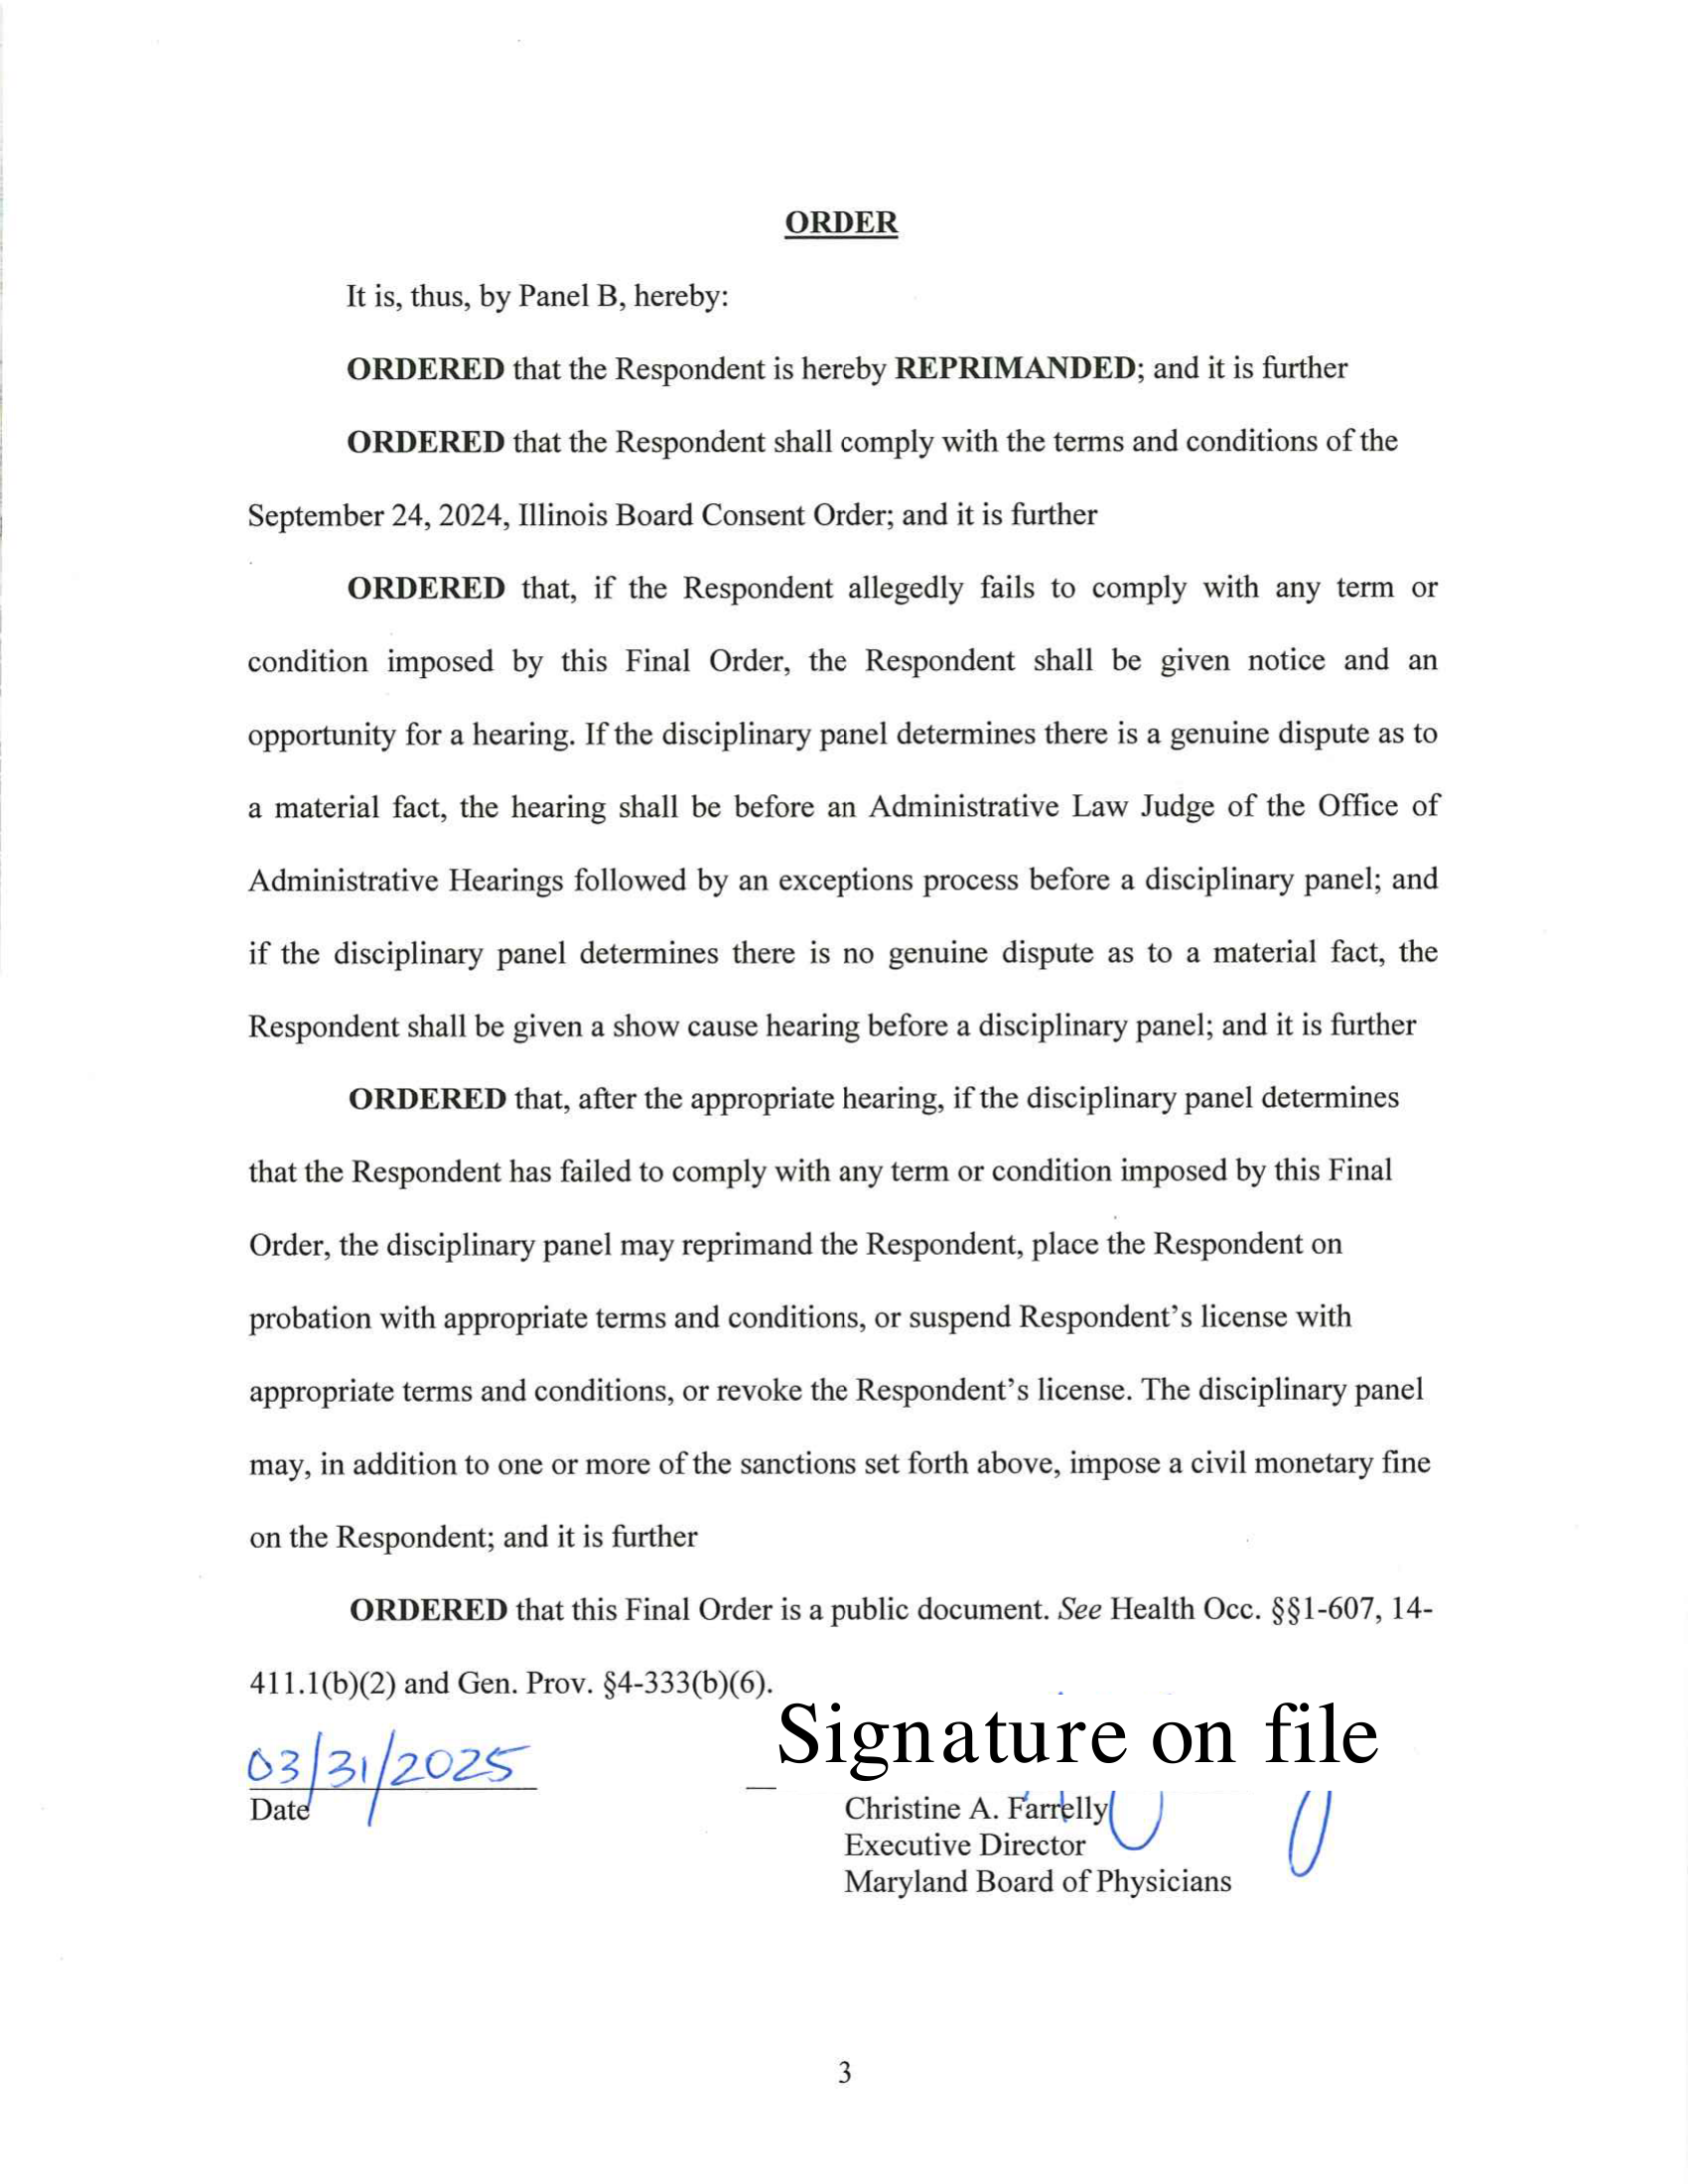 ORDER
It is, thus, by Panel B, hereby:
ORDERED that the Respondent is hereby REPRIMANDED; and it is further
ORDERED that the Respondent shall comply with the terms and conditions of the
September 24, 2024, Illinois Board Consent Order; and it is further
ORDERED that, if the Respondent allegedly fails to comply with any term or
condition imposed by this Final Order, the Respondent shall be given notice and an
opportunity for a hearing. If the disciplinary panel determines there is a genuine dispute as to
a material fact, the hearing shall be before an Administrative Law Judge of the Office of
Administrative Hearings followed by an exceptions process before a disciplinary panel; and
if the disciplinary panel determines there is no genuine dispute as to a material fact, the
Respondent shall be given a show cause hearing before a disciplinary panel; and it is further
ORDERED that, after the appropriate hearing, if the disciplinary panel determines
that the Respondent has failed to comply with any term or condition imposed by this Final
Order, the disciplinary panel may reprimand the Respondent, place the Respondent on
probation with appropriate terms and conditions, or suspend Respondent's license with
appropriate terms and conditions, or revoke the Respondent's license. The disciplinary panel
may, in addition to one or more of the sanctions set forth above, impose a civil monetary fine
on the Respondent; and it is further
ORDERED that this Final Order is a public document. See Health Occ. §§1-607, 14-
411.1(b)(2) and Gen. Prov. §4-333(b)(6).
Signature on file
03/31/2025
Date
Christine A. Farrelly
Executive Director
Maryland Board of Physicians
3